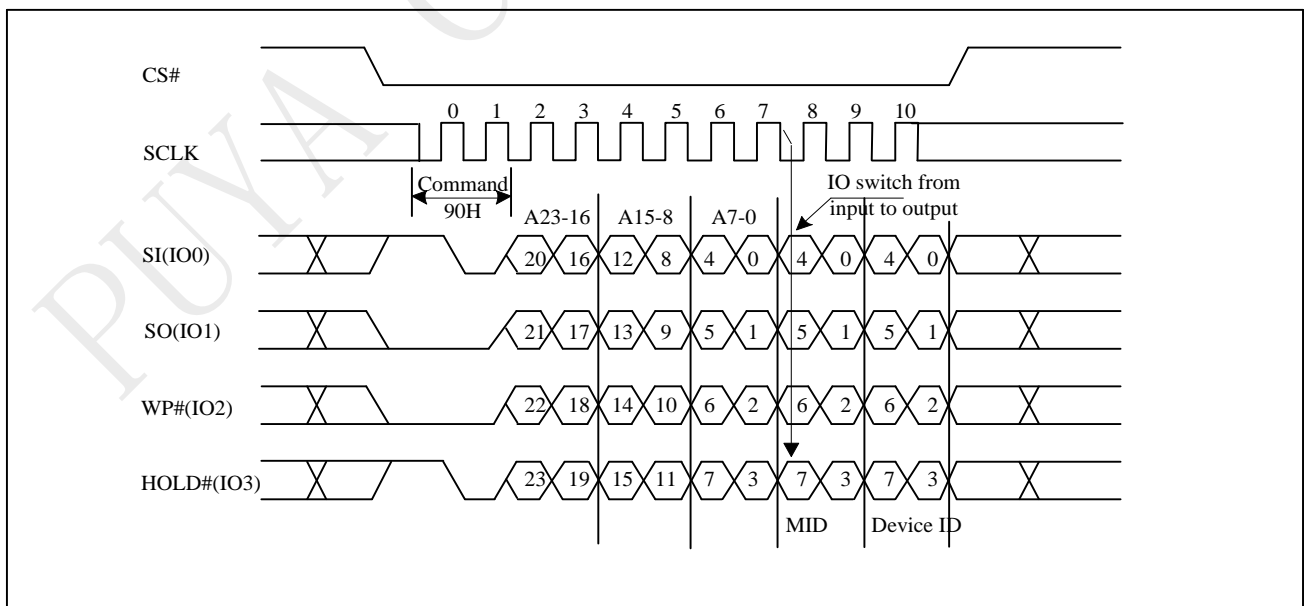 PUYA
CS#
0 1 2 3 4 5 6 7 8 9 10
SCLK
Command
90H
IO switch from
input to output
A23-16 A15-8 A7-0
SI(IO0) 20 16 12 8 4 0 4 0 4 0
SO(IO1) 21 17 13 9 5 1 5 1 5 1
WP#(IO2) 22 18 14 10 6 2 6 2 6 2
HOLD#(IO3) 23 19 15 11 7 3 7 3 7 3
MID Device ID